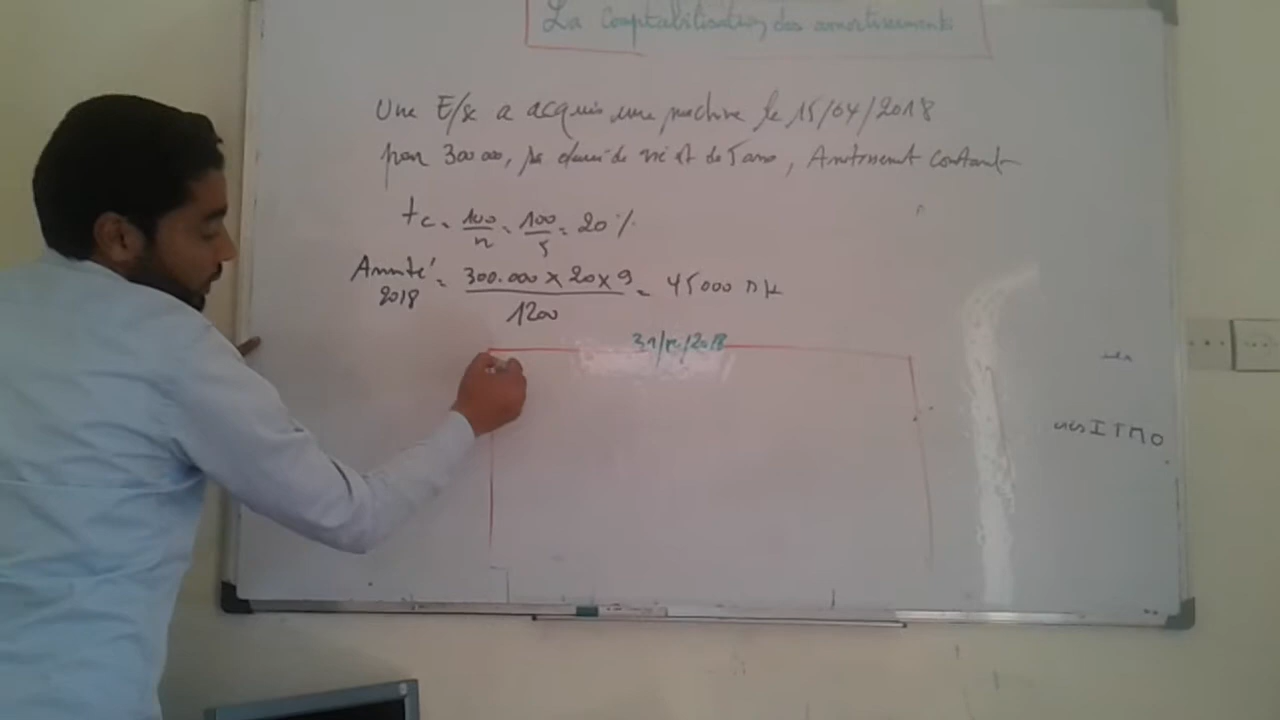 La Comptabilisation des amortissements
Une E/se a acquis une machine le 15/04/2018
pour 300 000, sa durée de vie et de 5 ans, Amortissement Constant
tc = 100/n = 100/5 = 20 %
Annuité 2018 = 300.000 x 20 x 9 / 1200 = 45000 DH
31/12/2018
ITMO